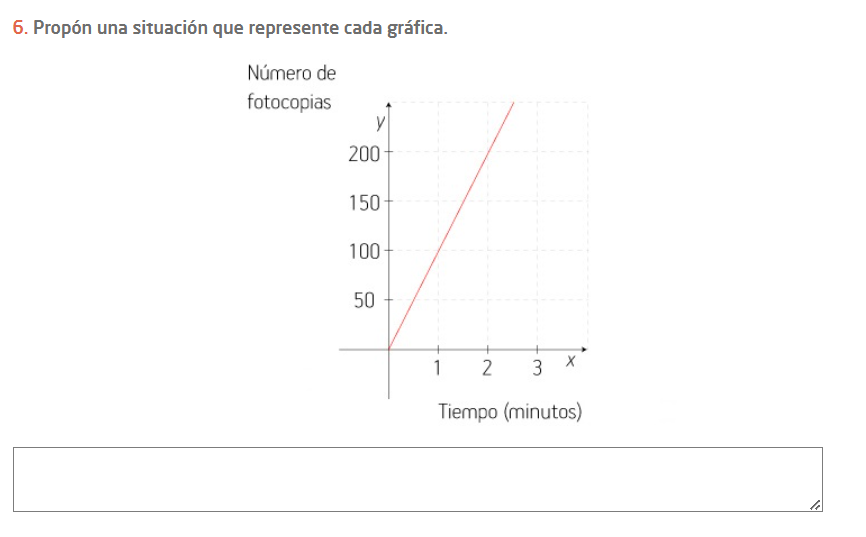 6. Propón una situación que represente cada gráfica.
Número de
fotocopias
y
200
150
100
50
1 2 3 x
Tiempo (minutos)